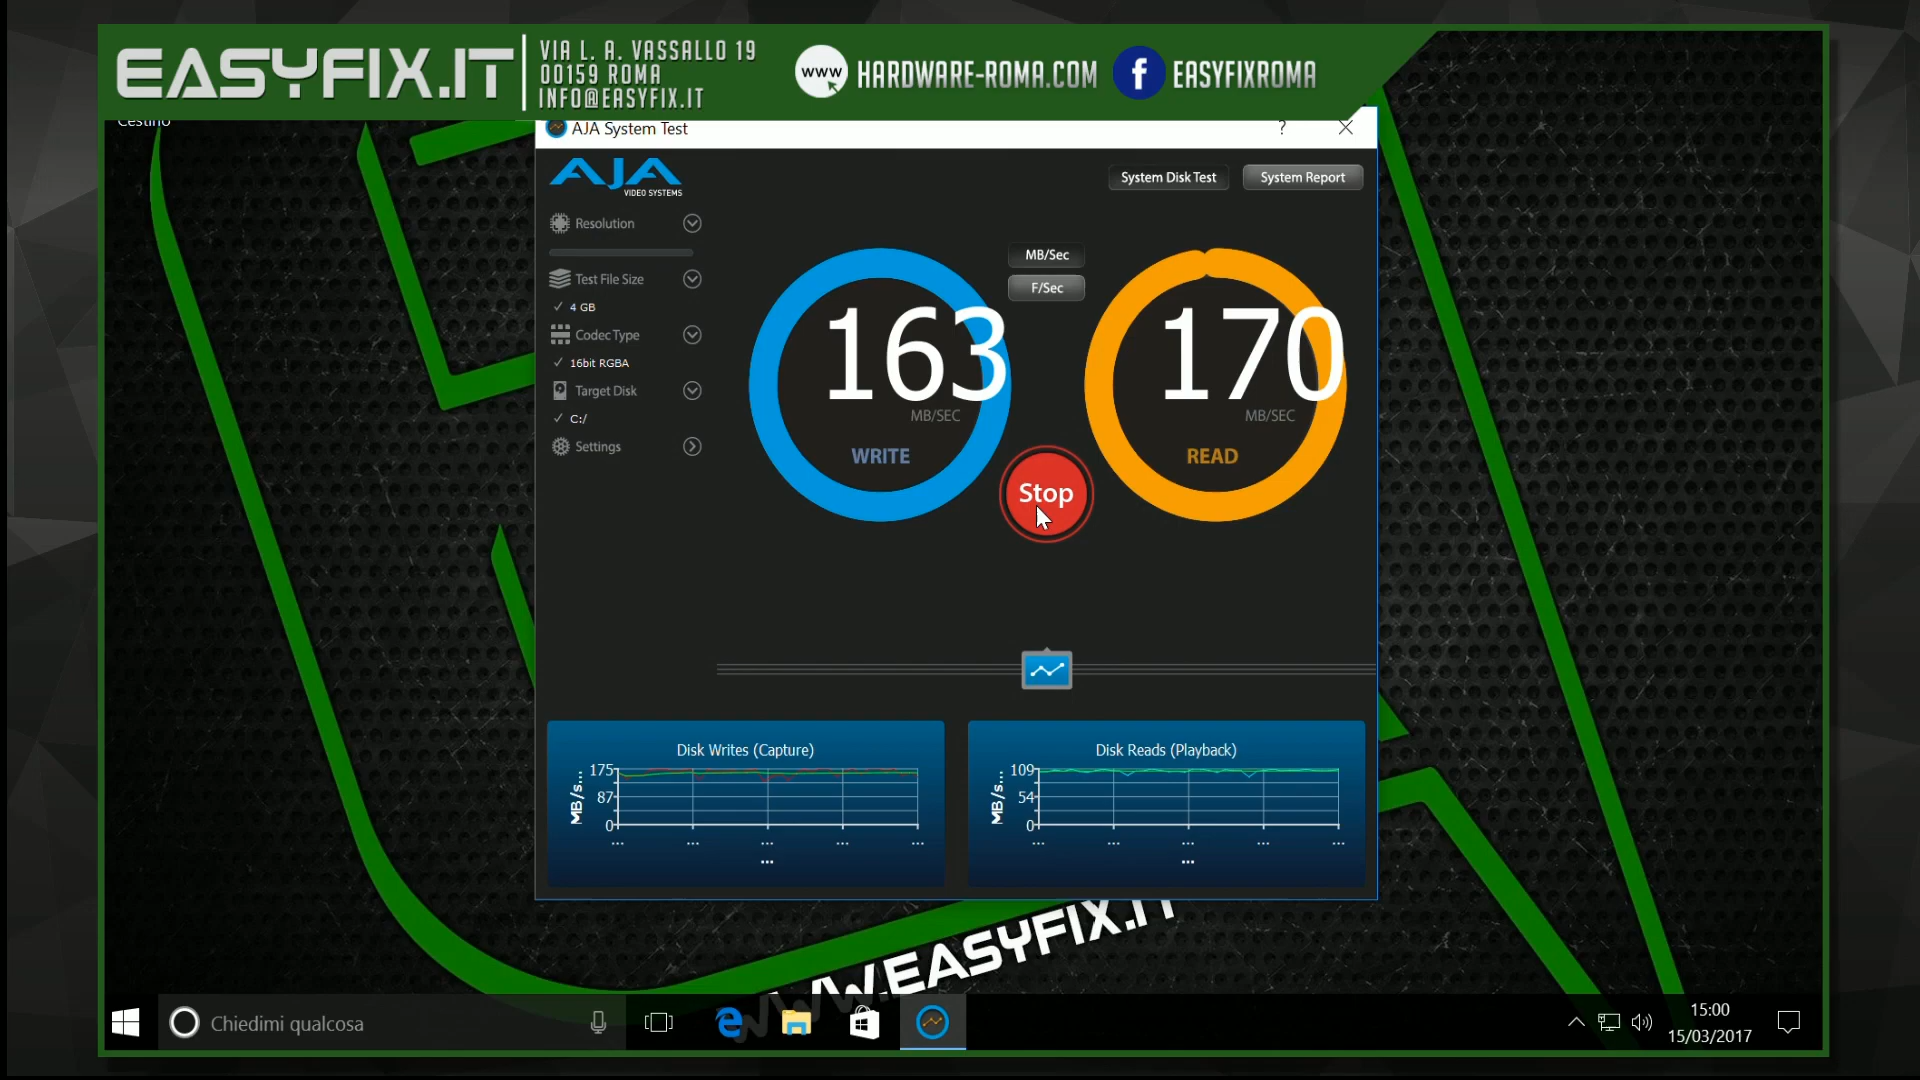 EASYFIX.IT
VIA L. A. VASSALLO 19
00159 ROMA
INFO@EASYFIX.IT
WWW
HARDWARE-ROMA.COM
f
EASYFIXROMA
Cestino
AJA System Test
?
AJA
VIDEO SYSTEMS
System Disk Test
System Report
Resolution
Test File Size
✓ 4 GB
Codec Type
✓ 16bit RGBA
Target Disk
✓ C:/
Settings
MB/Sec
F/Sec
163
MB/SEC
WRITE
170
MB/SEC
READ
Stop
Disk Writes (Capture)
MB/s...
175
87
0
... ... ... ... ...
...
Disk Reads (Playback)
MB/s...
109
54
0
... ... ... ... ...
...
WWW.EASYFIX.IT
Chiedimi qualcosa
15:00
15/03/2017